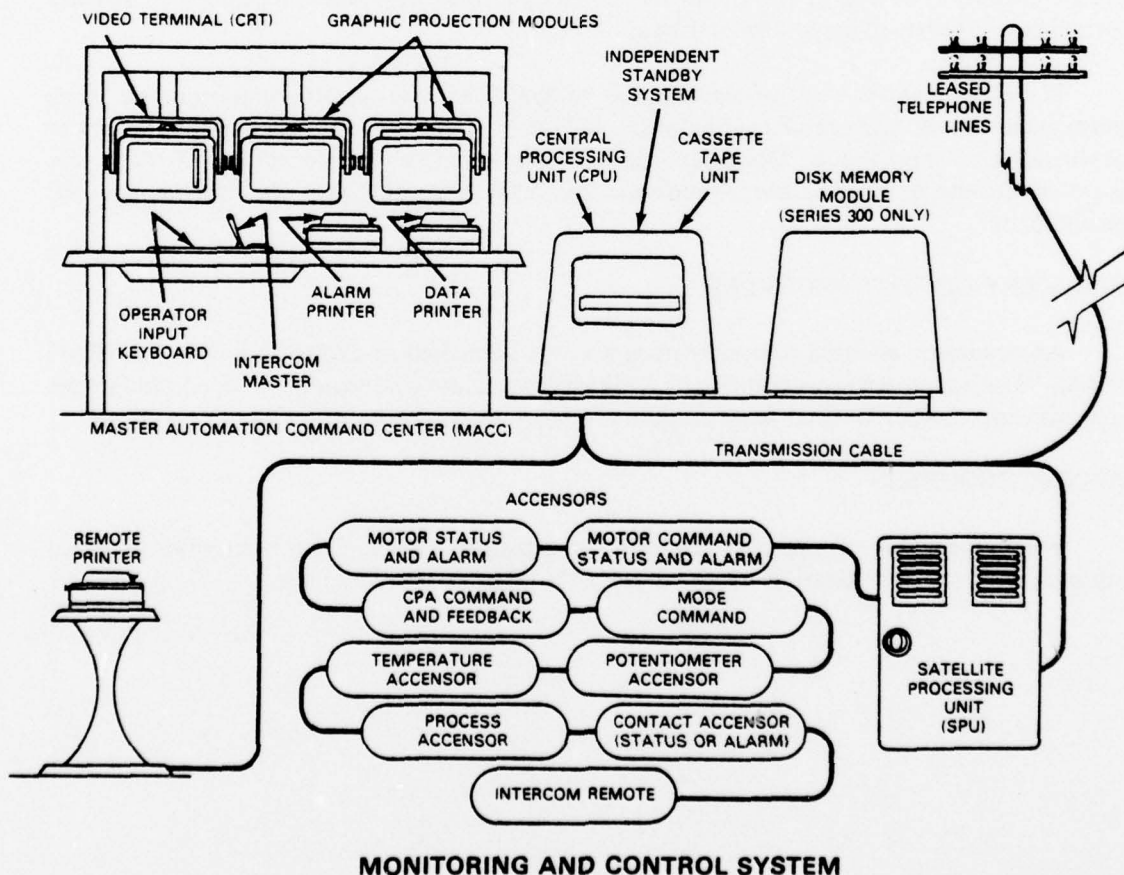 VIDEO TERMINAL (CRT)
GRAPHIC PROJECTION MODULES
INDEPENDENT
STANDBY
SYSTEM
CENTRAL
PROCESSING
UNIT (CPU)
CASSETTE
TAPE
UNIT
DISK MEMORY
MODULE
(SERIES 300 ONLY)
LEASED
TELEPHONE
LINES
OPERATOR
INPUT
KEYBOARD
INTERCOM
MASTER
ALARM
PRINTER
DATA
PRINTER
MASTER AUTOMATION COMMAND CENTER (MACC)
TRANSMISSION CABLE
REMOTE
PRINTER
ACCENSORS
MOTOR STATUS
AND ALARM
MOTOR COMMAND
STATUS AND ALARM
CPA COMMAND
AND FEEDBACK
MODE
COMMAND
TEMPERATURE
ACCENSOR
POTENTIOMETER
ACCENSOR
PROCESS
ACCENSOR
CONTACT ACCENSOR
(STATUS OR ALARM)
INTERCOM REMOTE
SATELLITE
PROCESSING
UNIT
(SPU)
MONITORING AND CONTROL SYSTEM